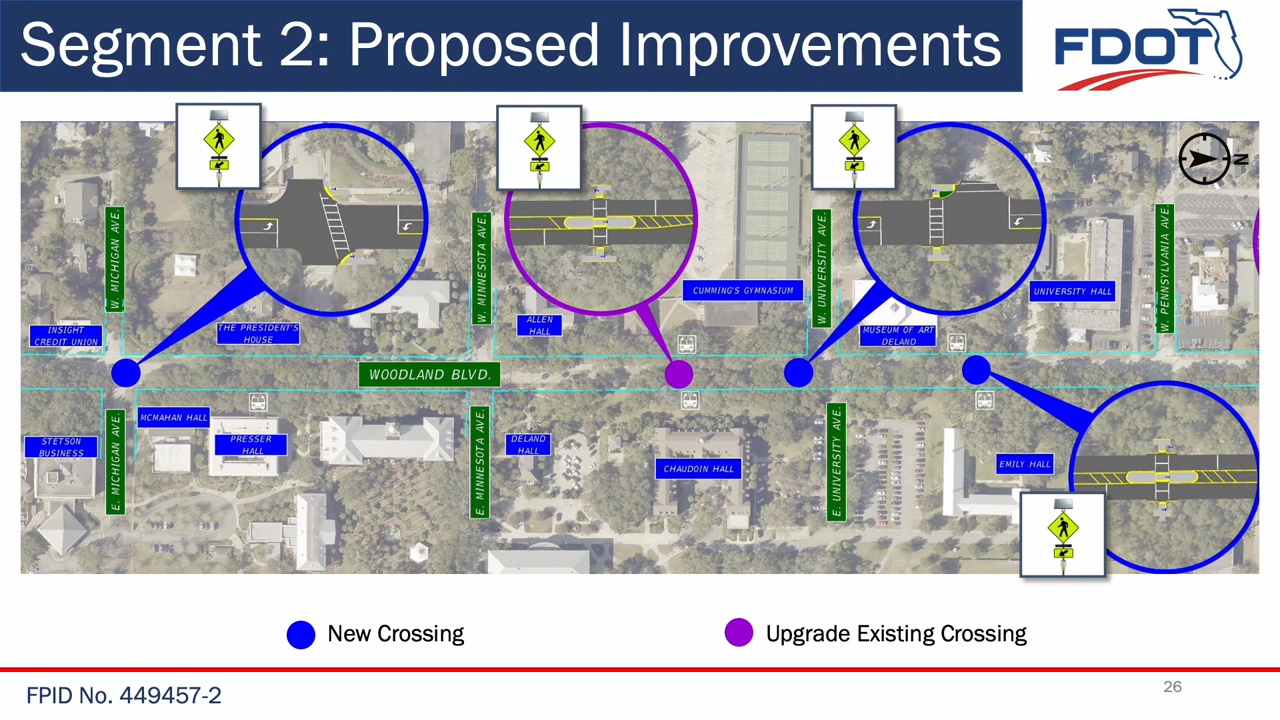 Segment 2: Proposed Improvements
FDOT
N
W. MICHIGAN AVE.
W. MINNESOTA AVE.
W. UNIVERSITY AVE.
W. PENNSYLVANIA AVE.
CUMMING'S GYMNASIUM
UNIVERSITY HALL
INSIGHT
CREDIT UNION
THE PRESIDENT'S
HOUSE
ALLEN
HALL
MUSEUM OF ART
DELAND
WOODLAND BLVD.
MCMAHAN HALL
STETSON
BUSINESS
PRESSER
HALL
DELAND
HALL
CHAUDOIN HALL
EMILY HALL
E. MICHIGAN AVE.
E. MINNESOTA AVE.
E. UNIVERSITY AVE.
New Crossing
Upgrade Existing Crossing
FPID No. 449457-2
26